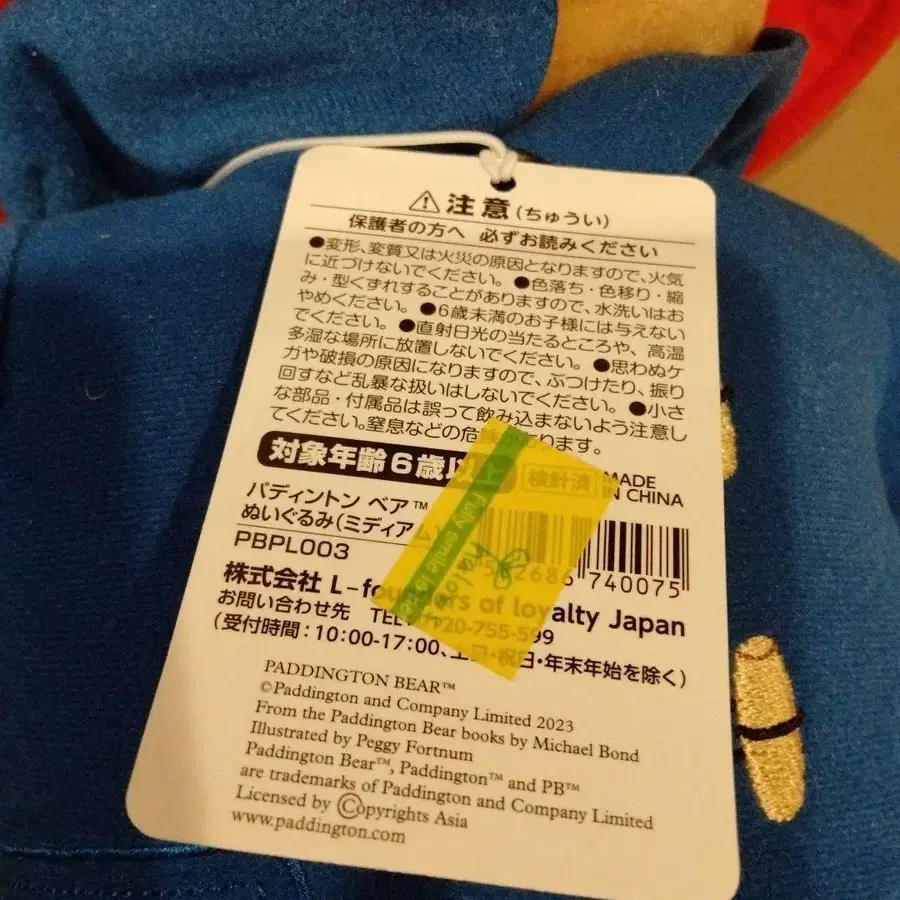 ⚠注意(ちゅうい)
保護者の方へ 必ずお読みください
●変形、変質又は火災の原因となりますので、火気
に近づけないでください。 ●色落ち・色移り・縮
み・型くずれすることがありますので、水洗いはお
やめください。 ●6歳未満のお子様には与えない
でください。 ●直射日光の当たるところや、高温
多湿な場所に放置しないでください。 ●思わぬケ
ガや破損の原因になりますので、ぶつけたり、振り
回すなど乱暴な扱いはしないでください。 ●小さ
な部品・付属品は誤って飲み込まないよう注意し
てください。窒息などの危険があります。
対象年齢6歳以
検針済
MADE
IN CHINA
パディントン ベア™
ぬいぐるみ(ミディアム)
PBPL003
740075
株式会社 L-founders of loyalty Japan
お問い合わせ先 TEL 0120-755-599
(受付時間:10:00-17:00、土日・祝日・年末年始を除く)
PADDINGTON BEAR™
©Paddington and Company Limited 2023
From the Paddington Bear books by Michael Bond
Illustrated by Peggy Fortnum
Paddington Bear™, Paddington™ and PB™
are trademarks of Paddington and Company Limited
Licensed by Ⓒopyrights Asia
www.paddington.com